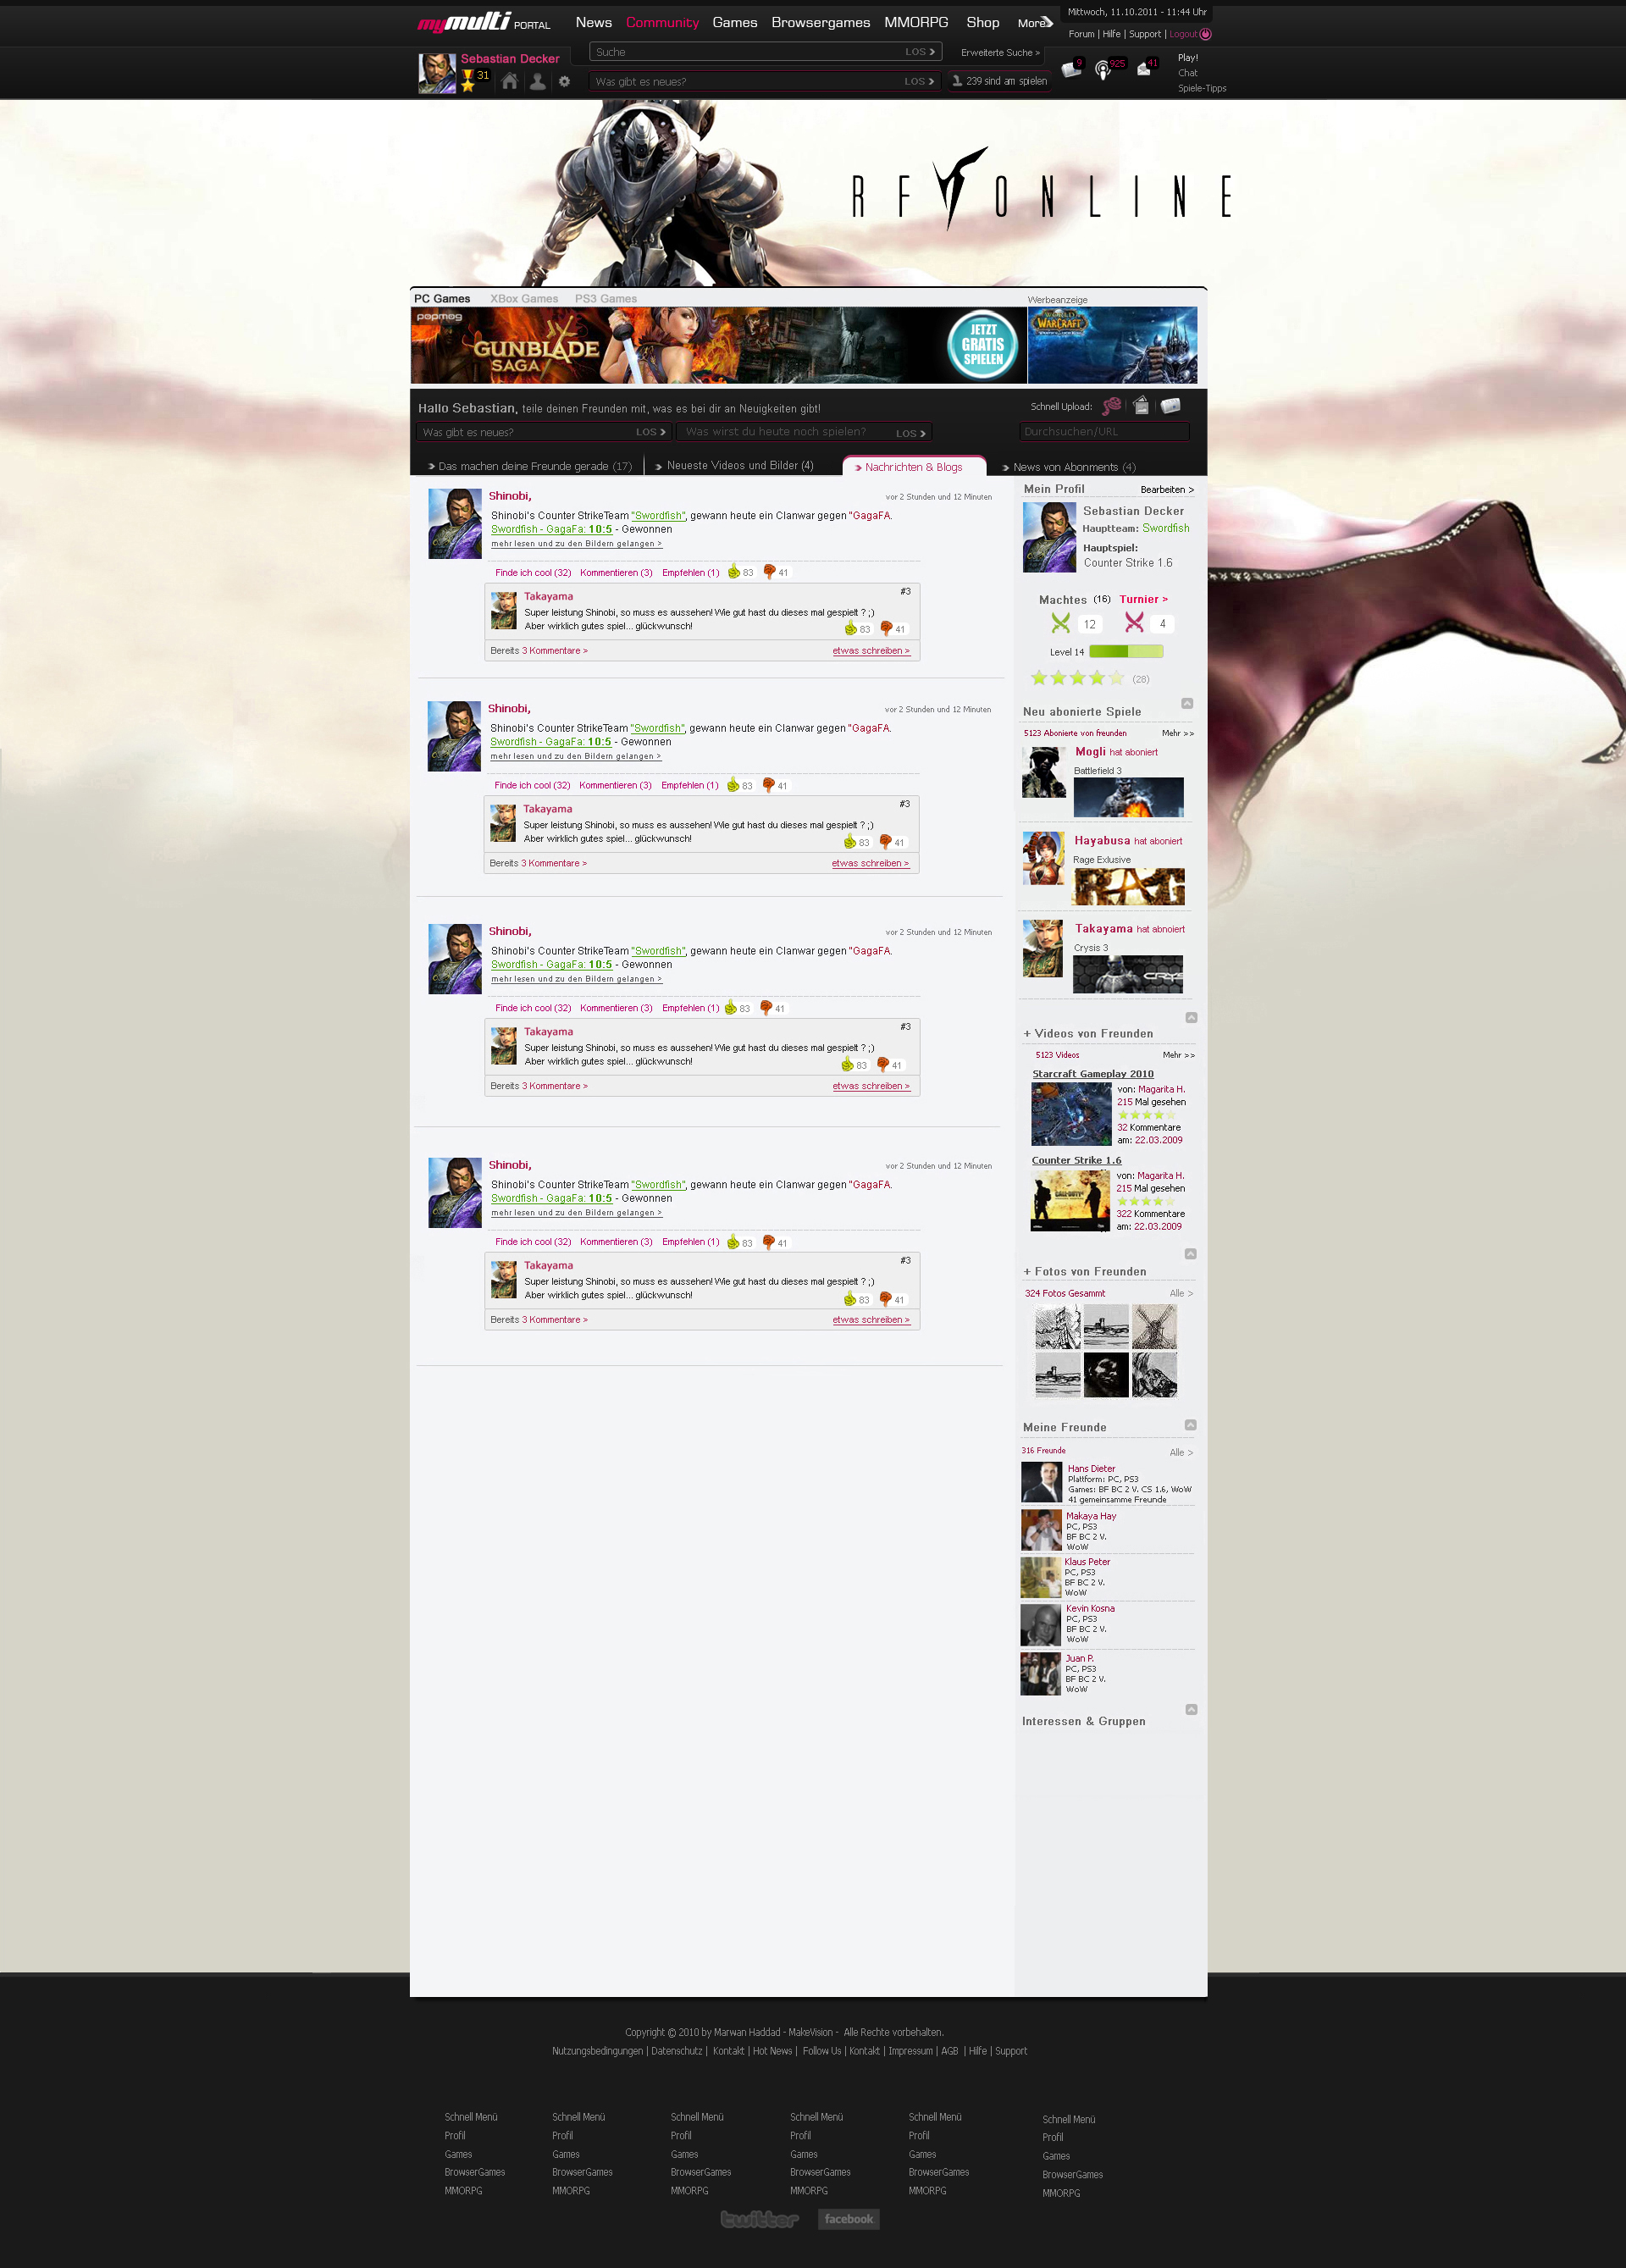 mymulti PORTAL
News Community Games Browsergames MMORPG Shop More
Mittwoch, 11.10.2011 - 11:44 Uhr
Forum | Hilfe | Support | Logout
Sebastian Decker
31
Suche LOS
Erweiterte Suche >
Was gibt es neues? LOS
239 sind am spielen
9 925 41
Play!
Chat
Spiele-Tipps
RF ONLINE
PC Games XBox Games PS3 Games
Werbeanzeige
popmog
GUNBLADE
SAGA
JETZT
GRATIS
SPIELEN
WORLD OF
WARCRAFT
Hallo Sebastian, teile deinen Freunden mit, was es bei dir an Neuigkeiten gibt!
Schnell Upload:
Was gibt es neues? LOS
Was wirst du heute noch spielen? LOS
Durchsuchen/URL
Das machen deine Freunde gerade (17)
Neueste Videos und Bilder (4)
Nachrichten & Blogs
News von Abonments (4)
Shinobi,
vor 2 Stunden und 12 Minuten
Shinobi's Counter StrikeTeam "Swordfish", gewann heute ein Clanwar gegen "GagaFA.
Swordfish - GagaFa: 10:5 - Gewonnen
mehr lesen und zu den Bildern gelangen >
Finde ich cool (32) Kommentieren (3) Empfehlen (1) 83 41
Takayama
#3
Super leistung Shinobi, so muss es aussehen! Wie gut hast du dieses mal gespielt ? ;)
Aber wirklich gutes spiel... glückwunsch!
83 41
Bereits 3 Kommentare >
etwas schreiben >
Shinobi,
vor 2 Stunden und 12 Minuten
Shinobi's Counter StrikeTeam "Swordfish", gewann heute ein Clanwar gegen "GagaFA.
Swordfish - GagaFa: 10:5 - Gewonnen
mehr lesen und zu den Bildern gelangen >
Finde ich cool (32) Kommentieren (3) Empfehlen (1) 83 41
Takayama
#3
Super leistung Shinobi, so muss es aussehen! Wie gut hast du dieses mal gespielt ? ;)
Aber wirklich gutes spiel... glückwunsch!
83 41
Bereits 3 Kommentare >
etwas schreiben >
Shinobi,
vor 2 Stunden und 12 Minuten
Shinobi's Counter StrikeTeam "Swordfish", gewann heute ein Clanwar gegen "GagaFA.
Swordfish - GagaFa: 10:5 - Gewonnen
mehr lesen und zu den Bildern gelangen >
Finde ich cool (32) Kommentieren (3) Empfehlen (1) 83 41
Takayama
#3
Super leistung Shinobi, so muss es aussehen! Wie gut hast du dieses mal gespielt ? ;)
Aber wirklich gutes spiel... glückwunsch!
83 41
Bereits 3 Kommentare >
etwas schreiben >
Shinobi,
vor 2 Stunden und 12 Minuten
Shinobi's Counter StrikeTeam "Swordfish", gewann heute ein Clanwar gegen "GagaFA.
Swordfish - GagaFa: 10:5 - Gewonnen
mehr lesen und zu den Bildern gelangen >
Finde ich cool (32) Kommentieren (3) Empfehlen (1) 83 41
Takayama
#3
Super leistung Shinobi, so muss es aussehen! Wie gut hast du dieses mal gespielt ? ;)
Aber wirklich gutes spiel... glückwunsch!
83 41
Bereits 3 Kommentare >
etwas schreiben >
Mein Profil
Bearbeiten >
Sebastian Decker
Hauptteam: Swordfish
Hauptspiel:
Counter Strike 1.6
Machtes (16) Turnier >
12 4
Level 14
(28)
Neu abonierte Spiele
5123 Abonierte von freunden Mehr >>
Mogli hat aboniert
Battlefield 3
Hayabusa hat aboniert
Rage Exlusive
Takayama hat abnoiert
Crysis 3
CRYS
+ Videos von Freunden
5123 Videos Mehr >>
Starcraft Gameplay 2010
von: Magarita H.
215 Mal gesehen
32 Kommentare
am: 22.03.2009
Counter Strike 1.6
CALL OF DUTY
von: Magarita H.
215 Mal gesehen
322 Kommentare
am: 22.03.2009
+ Fotos von Freunden
324 Fotos Gesammt Alle >
Meine Freunde
316 Freunde Alle >
Hans Dieter
Plattform: PC, PS3
Games: BF BC 2 V. CS 1.6, WoW
41 gemeinsamme Freunde
Makaya Hay
PC, PS3
BF BC 2 V.
WoW
Klaus Peter
PC, PS3
BF BC 2 V.
WoW
Kevin Kosna
PC, PS3
BF BC 2 V.
WoW
Juan P.
PC, PS3
BF BC 2 V.
WoW
Interessen & Gruppen
Copyright © 2010 by Marwan Haddad - MakeVision - Alle Rechte vorbehalten.
Nutzungsbedingungen | Datenschutz | Kontakt | Hot News | Follow Us | Kontakt | Impressum | AGB | Hilfe | Support
Schnell Menü Schnell Menü Schnell Menü Schnell Menü Schnell Menü Schnell Menü
Profil Profil Profil Profil Profil Profil
Games Games Games Games Games Games
BrowserGames BrowserGames BrowserGames BrowserGames BrowserGames BrowserGames
MMORPG MMORPG MMORPG MMORPG MMORPG MMORPG
twitter facebook